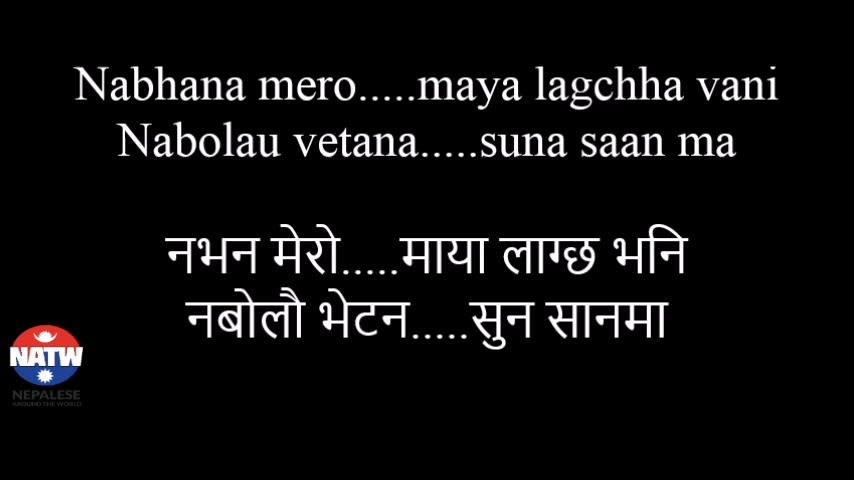 Nabhana mero.....maya lagchha vani
Nabolau vetana.....suna saan ma
नभन मेरो.....माया लाग्छ भनि
नबोलौ भेटन.....सुन सानमा
NATW
NEPALESE
AROUND THE WORLD